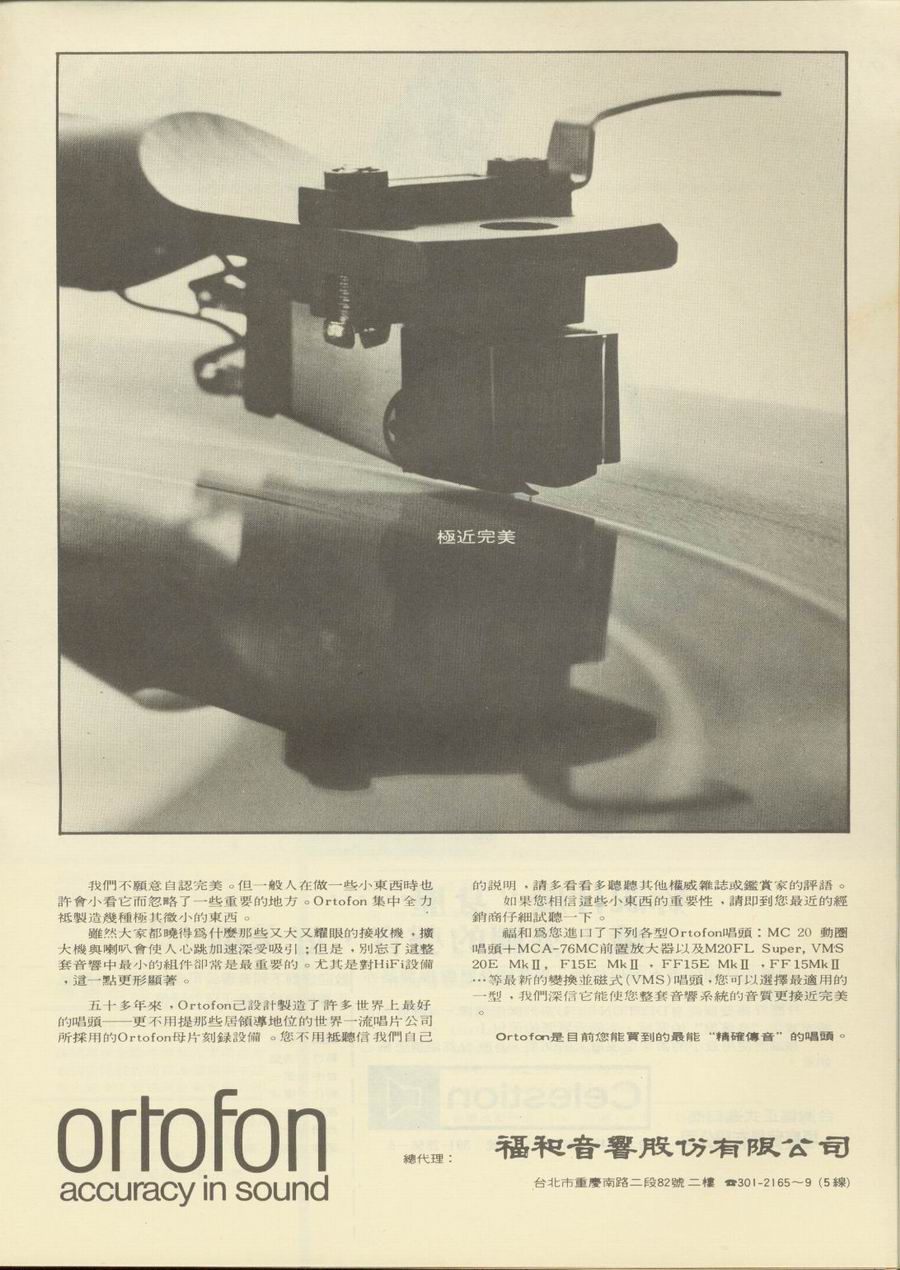 極近完美
我們不願意自認完美。但一般人在做一些小東西時也
許會小看它而忽略了一些重要的地方。Ortofon 集中全力
祗製造幾種極其微小的東西。
雖然大家都曉得爲什麼那些又大又耀眼的接收機，擴
大機與喇叭會使人心跳加速深受吸引；但是，別忘了這整
套音響中最小的組件卻常是最重要的。尤其是對HiFi設備
，這一點更形顯著。
五十多年來，Ortofon已設計製造了許多世界上最好
的唱頭——更不用提那些居領導地位的世界一流唱片公司
所採用的Ortofon母片刻錄設備。您不用祗聽信我們自己
的説明，請多看看多聽聽其他權威雜誌或鑑賞家的評語。
如果您相信這些小東西的重要性，請即到您最近的經
銷商仔細試聽一下。
福和爲您進口了下列各型Ortofon唱頭：MC 20 動圈
唱頭＋MCA-76MC前置放大器以及M20FL Super, VMS
20E MkⅡ, F15E MkⅡ，FF15E MkⅡ，FF15MkⅡ
…等最新的變換並磁式(VMS)唱頭，您可以選擇最適用的
一型，我們深信它能使您整套音響系統的音質更接近完美
。
Ortofon是目前您能買到的最能“精確傳音”的唱頭。
ortofon
accuracy in sound
總代理：
福和音響股份有限公司
台北市重慶南路二段82號二樓 ☎301-2165～9 (5線)